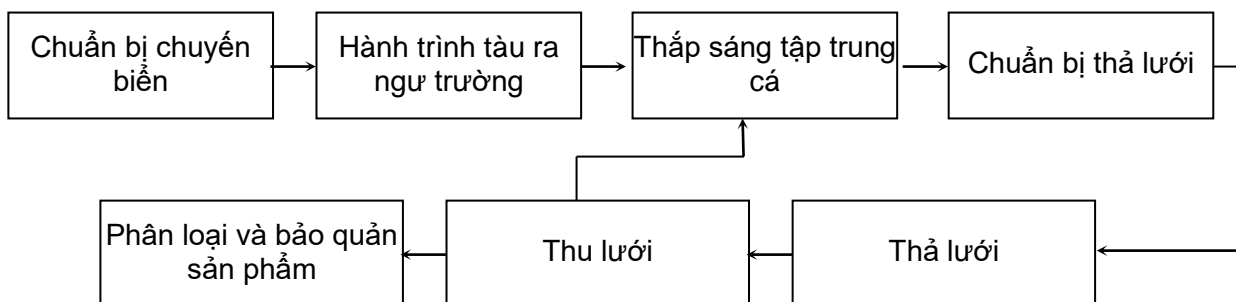 Chuẩn bị chuyến
biển
Hành trình tàu ra
ngư trường
Thắp sáng tập trung
cá
Chuẩn bị thả lưới
Phân loại và bảo quản
sản phẩm
Thu lưới
Thả lưới